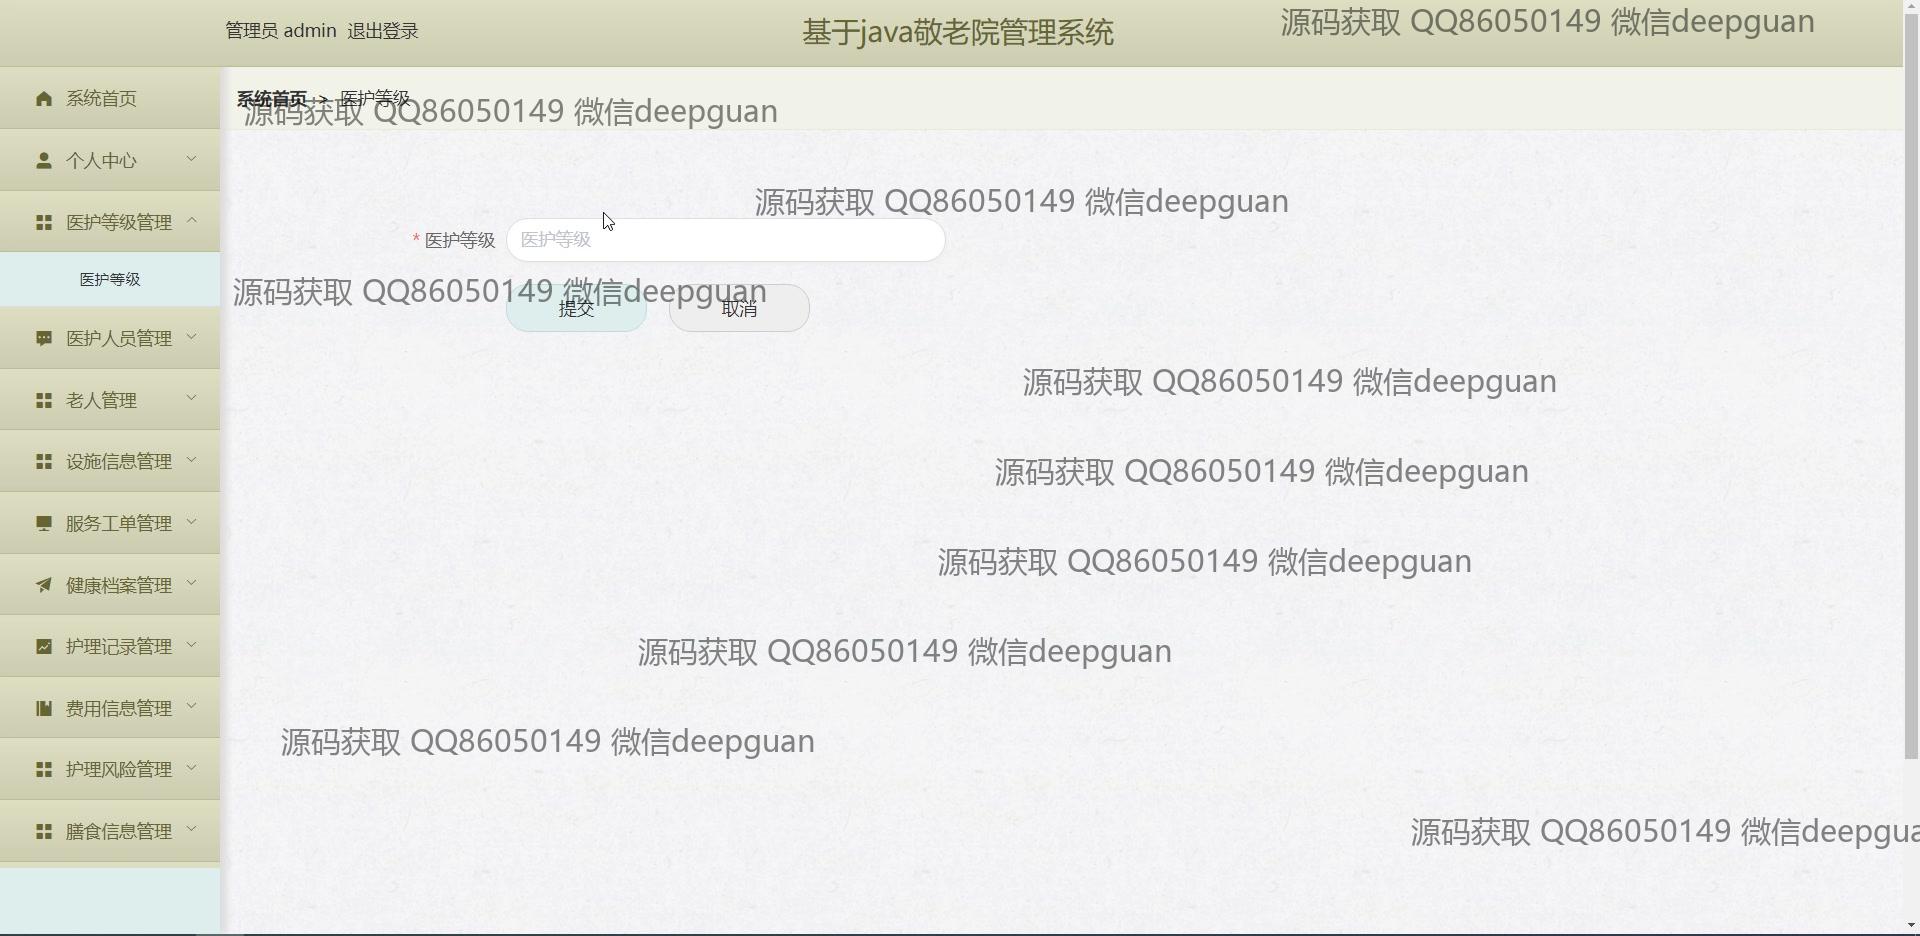 管理员 admin 退出登录
基于java敬老院管理系统
源码获取 QQ86050149 微信deepguan
系统首页
个人中心
医护等级管理
医护等级
医护人员管理
老人管理
设施信息管理
服务工单管理
健康档案管理
护理记录管理
费用信息管理
护理风险管理
膳食信息管理
系统首页 > 医护等级
源码获取 QQ86050149 微信deepguan
源码获取 QQ86050149 微信deepguan
* 医护等级
医护等级
源码获取 QQ86050149 微信deepguan
提交
取消
源码获取 QQ86050149 微信deepguan
源码获取 QQ86050149 微信deepguan
源码获取 QQ86050149 微信deepguan
源码获取 QQ86050149 微信deepguan
源码获取 QQ86050149 微信deepguan
源码获取 QQ86050149 微信deepgua